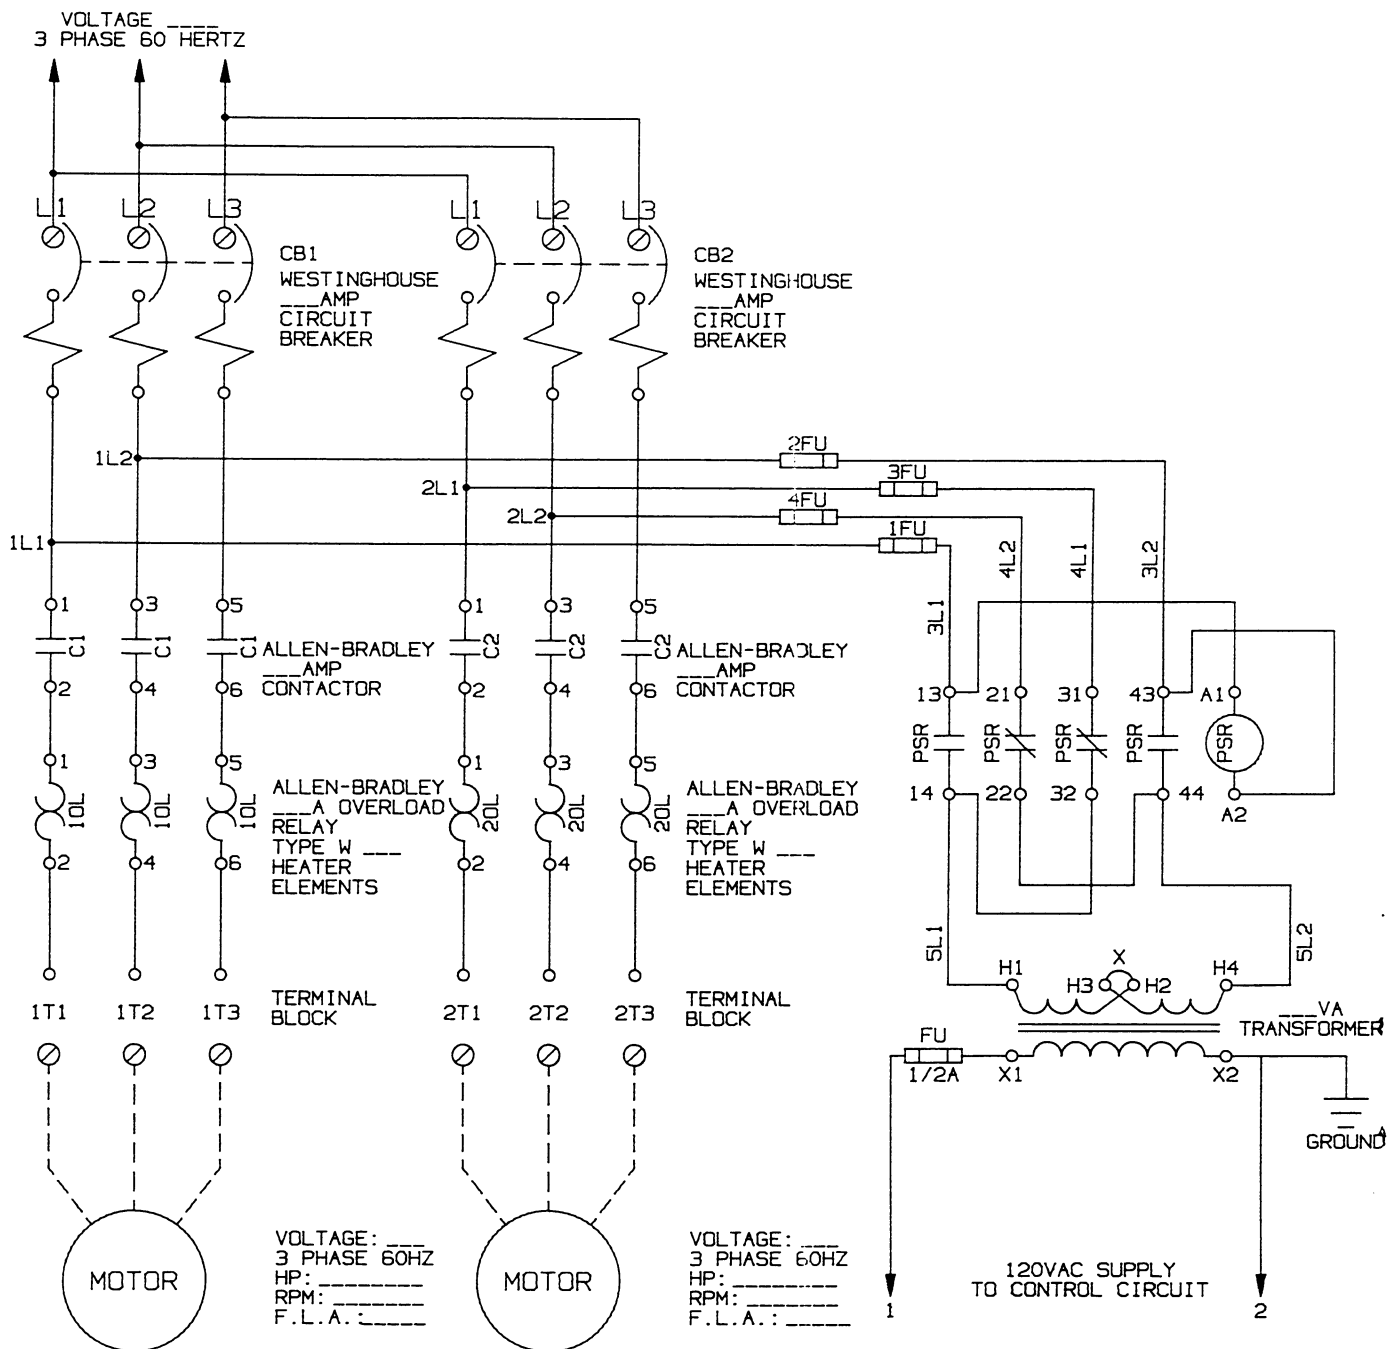 VOLTAGE ____
3 PHASE 60 HERTZ
L1 L2 L3
L1 L2 L3
CB1
WESTINGHOUSE
___AMP
CIRCUIT
BREAKER
CB2
WESTINGHOUSE
___AMP
CIRCUIT
BREAKER
1L2
2FU
2L1
3FU
2L2
4FU
1L1
1FU
3L1 4L2 4L1 3L2
1 3 5
C1 C1 C1
2 4 6
ALLEN-BRADLEY
___AMP
CONTACTOR
1 3 5
C2 C2 C2
2 4 6
ALLEN-BRADLEY
___AMP
CONTACTOR
13 21 31 43 A1
PSR PSR PSR PSR PSR
14 22 32 44 A2
1 3 5
1OL 1OL 1OL
2 4 6
ALLEN-BRADLEY
___A OVERLOAD
RELAY
TYPE W ___
HEATER
ELEMENTS
1 3 5
2OL 2OL 2OL
2 4 6
ALLEN-BRADLEY
___A OVERLOAD
RELAY
TYPE W ___
HEATER
ELEMENTS
5L1 5L2
H1 H3 X H2 H4
1T1 1T2 1T3
TERMINAL
BLOCK
2T1 2T2 2T3
TERMINAL
BLOCK
___VA
TRANSFORMER
FU
1/2A
X1 X2
GROUND
MOTOR
VOLTAGE: ___
3 PHASE 60HZ
HP: ________
RPM: _______
F.L.A.:_____
MOTOR
VOLTAGE: ___
3 PHASE 60HZ
HP: ________
RPM: _______
F.L.A.: _____
120VAC SUPPLY
TO CONTROL CIRCUIT
1 2